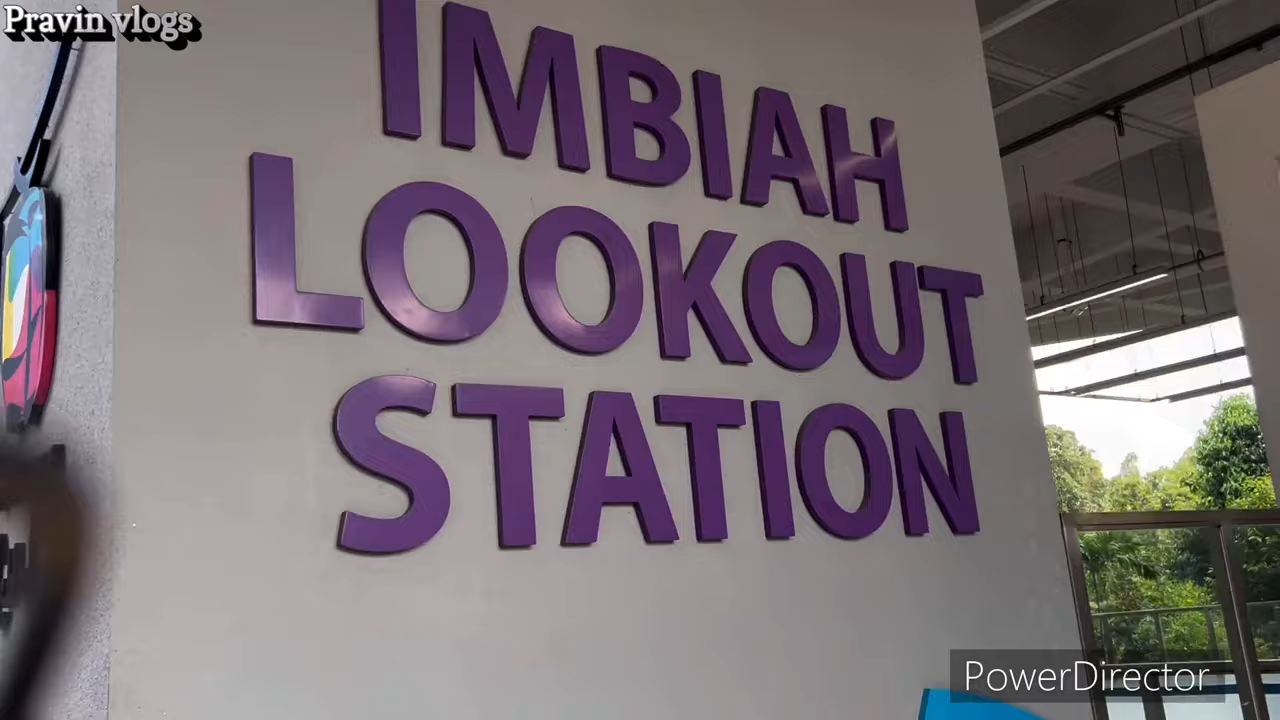 Pravin vlogs
IMBIAH
LOOKOUT
STATION
PowerDirector